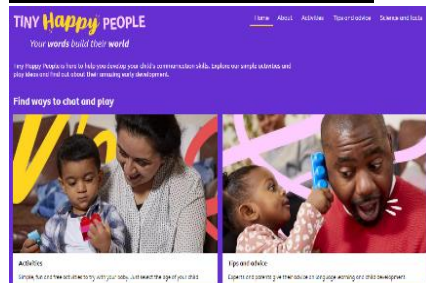 TINY Happy PEOPLE
Home About Activities Tips and advice Science and facts
Your words build their world
Tiny Happy People is here to help you develop your child's communication skills. Explore our simple activities and
play ideas and find out about their amazing early development.
Find ways to chat and play
Activities
Simple, fun and free activities to try with your baby. Just select the age of your child
Tips and advice
Experts and parents give their advice on language learning and child development